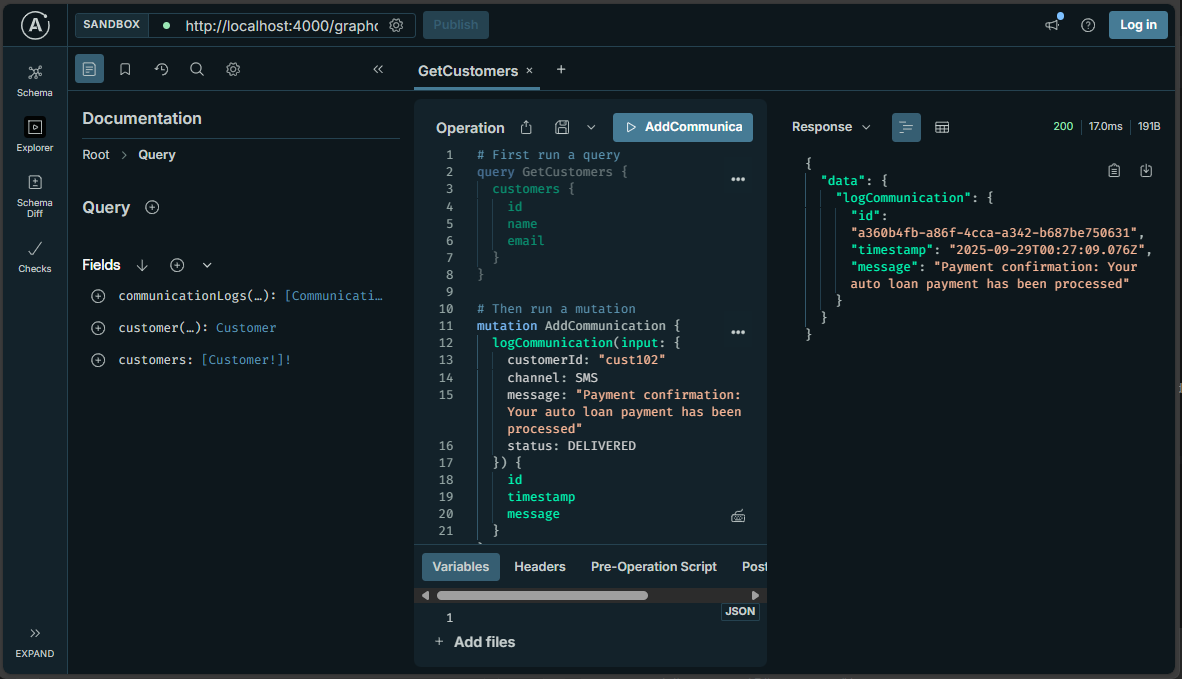 SANDBOX
http://localhost:4000/grapho
Publish
Log in
Schema
Explorer
Schema
Diff
Checks
EXPAND
Documentation
Root > Query
Query
Fields
communicationLogs(…): [Communicati…
customer(…): Customer
customers: [Customer!]!
GetCustomers × +
Operation
AddCommunica
1 # First run a query
2 query GetCustomers {
3 customers {
4 id
5 name
6 email
7 }
8 }
9
10 # Then run a mutation
11 mutation AddCommunication {
12 logCommunication(input: {
13 customerId: "cust102"
14 channel: SMS
15 message: "Payment confirmation:
Your auto loan payment has been
processed"
16 status: DELIVERED
17 }) {
18 id
19 timestamp
20 message
21 }
Variables Headers Pre-Operation Script Post
1
JSON
+ Add files
Response
200 17.0ms 191B
{
"data": {
"logCommunication": {
"id":
"a360b4fb-a86f-4cca-a342-b687be750631",
"timestamp": "2025-09-29T00:27:09.076Z",
"message": "Payment confirmation: Your
auto loan payment has been processed"
}
}
}